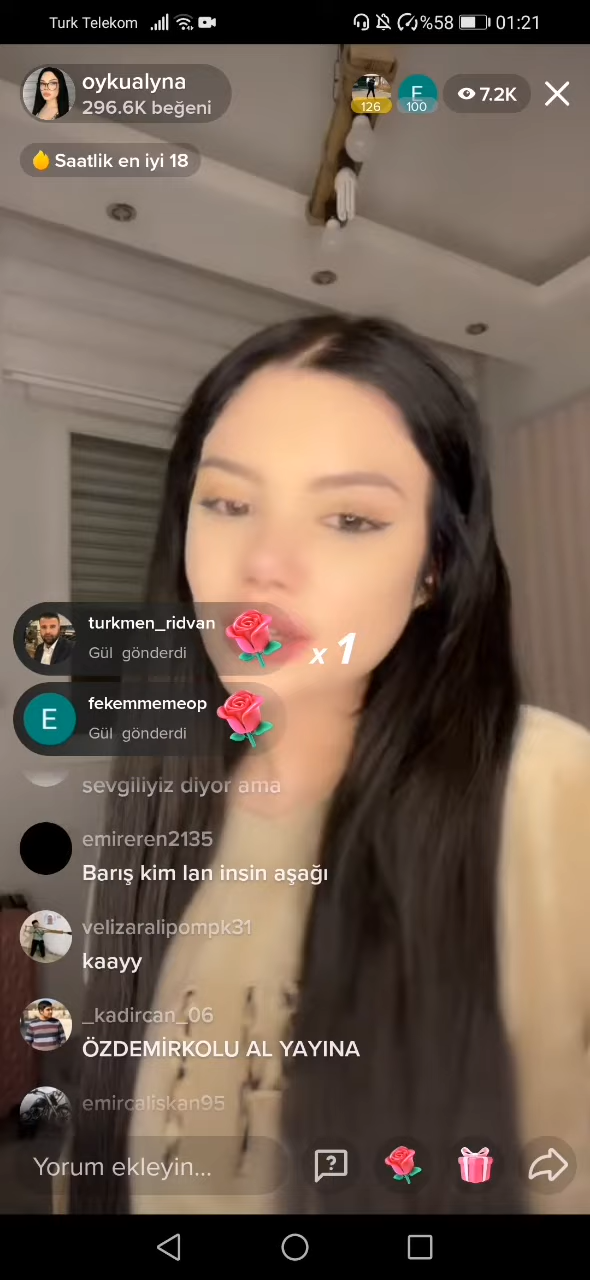 Turk Telekom
%58
01:21
oykualyna
296.6K beğeni
126
E
100
7.2K
Saatlik en iyi 18
turkmen_ridvan
Gül gönderdi
x 1
E
fekemmemeop
Gül gönderdi
sevgiliyiz diyor ama
emireren2135
Barış kim lan insin aşağı
velizaralipompk31
kaayy
_kadircan_06
ÖZDEMİRKOLU AL YAYINA
emircaliskan95
Yorum ekleyin...